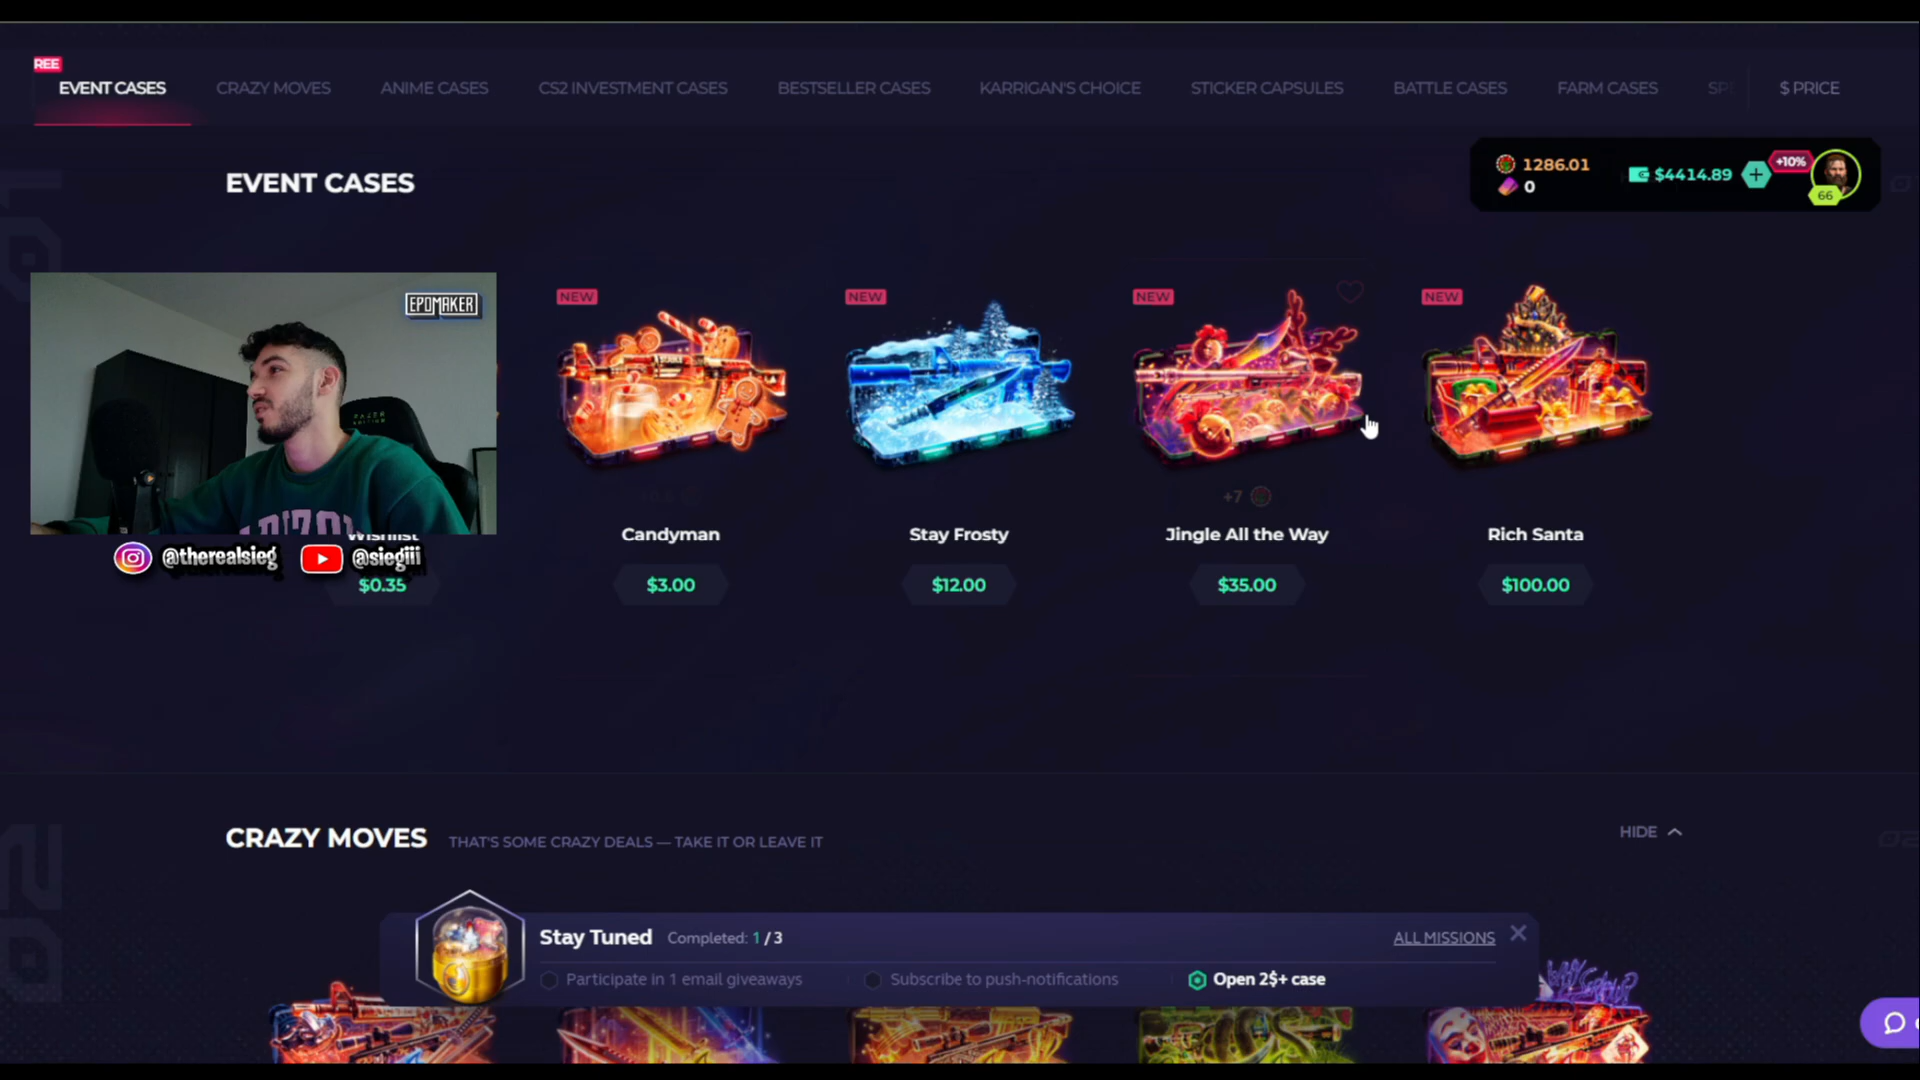 REE
EVENT CASES CRAZY MOVES ANIME CASES CS2 INVESTMENT CASES BESTSELLER CASES KARRIGAN'S CHOICE STICKER CAPSULES BATTLE CASES FARM CASES $ PRICE
EVENT CASES
1286.01
0
$4414.89
+10%
66
EPOMAKER
NEW NEW NEW NEW
+7
Wishlist Candyman Stay Frosty Jingle All the Way Rich Santa
@therealsieg @siegiii
$0.35 $3.00 $12.00 $35.00 $100.00
CRAZY MOVES THAT'S SOME CRAZY DEALS — TAKE IT OR LEAVE IT HIDE
Stay Tuned Completed: 1 / 3 ALL MISSIONS
Participate in 1 email giveaways Subscribe to push-notifications Open 2$+ case
02